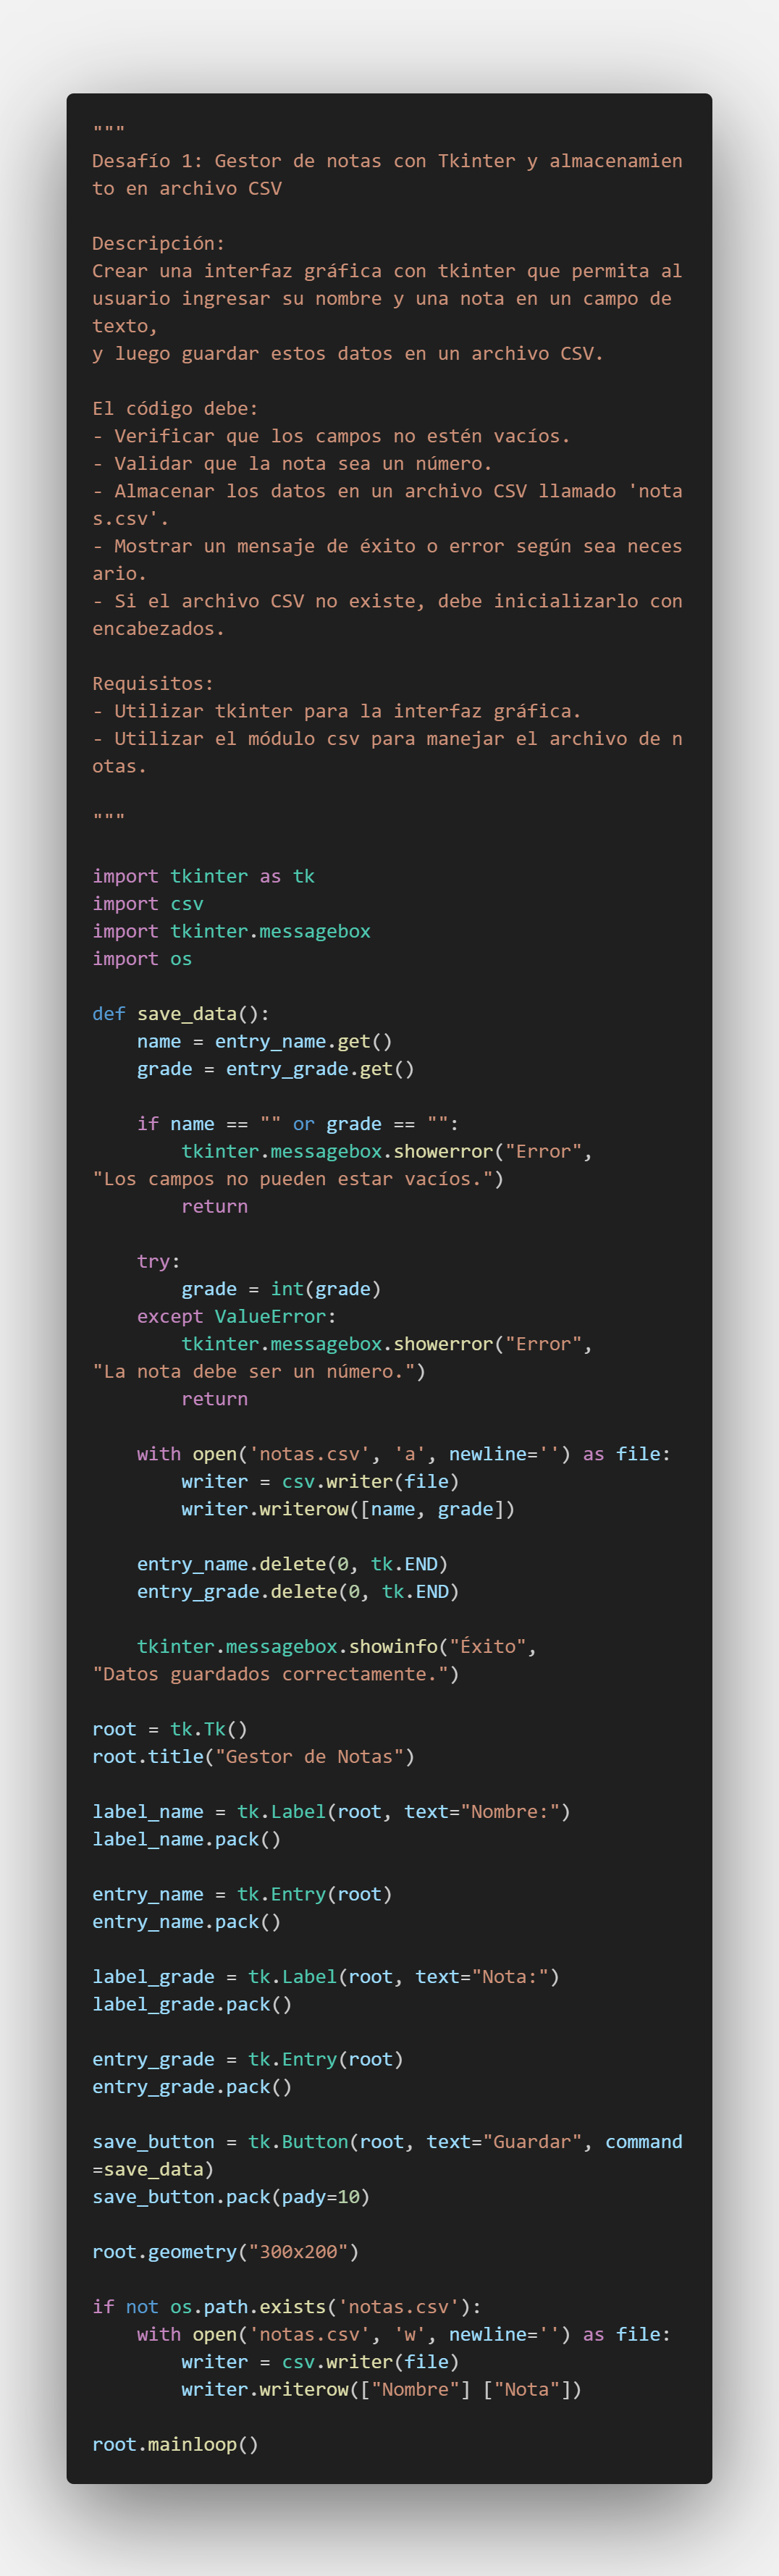 """
Desafío 1: Gestor de notas con Tkinter y almacenamien
to en archivo CSV
Descripción:
Crear una interfaz gráfica con tkinter que permita al
usuario ingresar su nombre y una nota en un campo de
texto,
y luego guardar estos datos en un archivo CSV.
El código debe:
- Verificar que los campos no estén vacíos.
- Validar que la nota sea un número.
- Almacenar los datos en un archivo CSV llamado 'nota
s.csv'.
- Mostrar un mensaje de éxito o error según sea neces
ario.
- Si el archivo CSV no existe, debe inicializarlo con
encabezados.
Requisitos:
- Utilizar tkinter para la interfaz gráfica.
- Utilizar el módulo csv para manejar el archivo de n
otas.
"""
import tkinter as tk
import csv
import tkinter.messagebox
import os
def save_data():
    name = entry_name.get()
    grade = entry_grade.get()
    if name == "" or grade == "":
        tkinter.messagebox.showerror("Error",
"Los campos no pueden estar vacíos.")
        return
    try:
        grade = int(grade)
    except ValueError:
        tkinter.messagebox.showerror("Error",
"La nota debe ser un número.")
        return
    with open('notas.csv', 'a', newline='') as file:
        writer = csv.writer(file)
        writer.writerow([name, grade])
    entry_name.delete(0, tk.END)
    entry_grade.delete(0, tk.END)
    tkinter.messagebox.showinfo("Éxito",
"Datos guardados correctamente.")
root = tk.Tk()
root.title("Gestor de Notas")
label_name = tk.Label(root, text="Nombre:")
label_name.pack()
entry_name = tk.Entry(root)
entry_name.pack()
label_grade = tk.Label(root, text="Nota:")
label_grade.pack()
entry_grade = tk.Entry(root)
entry_grade.pack()
save_button = tk.Button(root, text="Guardar", command
=save_data)
save_button.pack(pady=10)
root.geometry("300x200")
if not os.path.exists('notas.csv'):
    with open('notas.csv', 'w', newline='') as file:
        writer = csv.writer(file)
        writer.writerow(["Nombre"] ["Nota"])
root.mainloop()